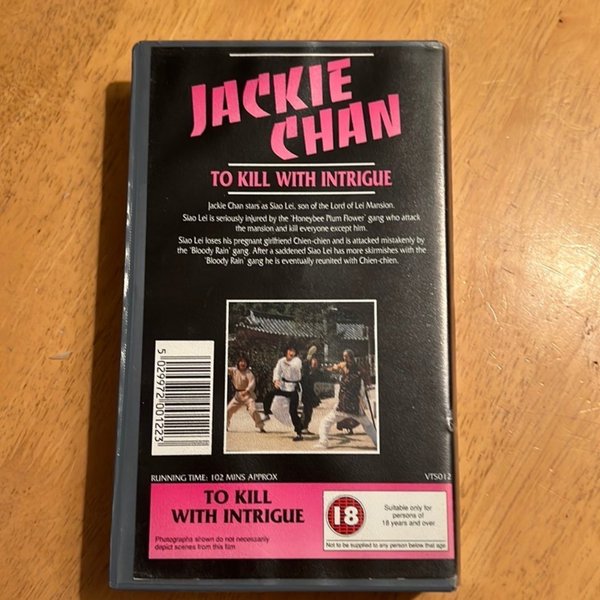 JACKIE
CHAN
TO KILL WITH INTRIGUE
Jackie Chan stars as Siao Lei, son of the Lord of Lei Mansion.
Siao Lei is seriously injured by the 'Honeybee Plum Flower' gang who attack
the mansion and kill everyone except him.
Siao Lei loses his pregnant girlfriend Chien-chien and is attacked mistakenly by
the 'Bloody Rain' gang. After a saddened Siao Lei has more skirmishes with the
'Bloody Rain' gang he is eventually reunited with Chien-chien.
5 029972 001223
RUNNING TIME: 102 MINS APPROX
VTS012
TO KILL
WITH INTRIGUE
Photographs shown do not necessarily
depict scenes from this film
18
Suitable only for
persons of
18 years and over.
Not to be supplied to any person below that age